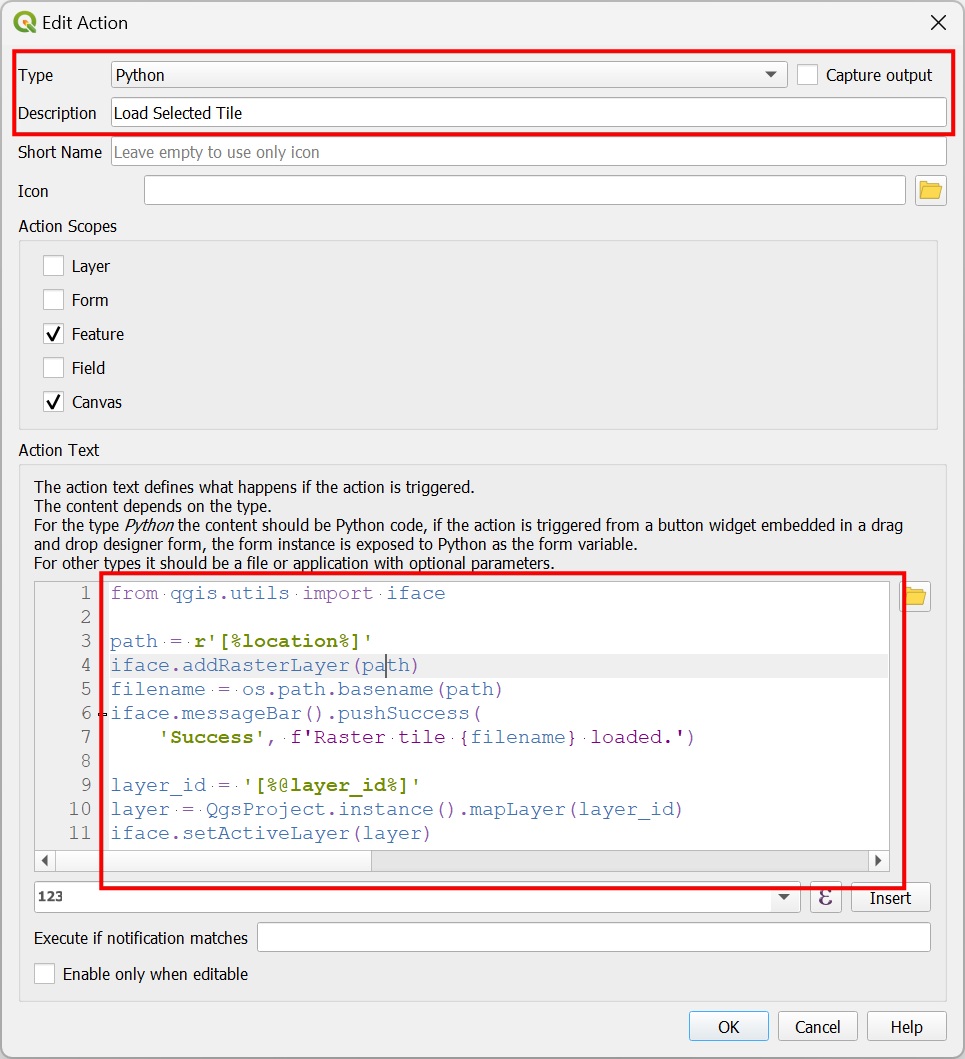 Edit Action
Type Python Capture output
Description Load Selected Tile
Short Name Leave empty to use only icon
Icon
Action Scopes
Layer
Form
Feature
Field
Canvas
Action Text
The action text defines what happens if the action is triggered.
The content depends on the type.
For the type Python the content should be Python code, if the action is triggered from a button widget embedded in a drag
and drop designer form, the form instance is exposed to Python as the form variable.
For other types it should be a file or application with optional parameters.
1 from qgis.utils import iface
2
3 path = r'[%location%]'
4 iface.addRasterLayer(path)
5 filename = os.path.basename(path)
6 iface.messageBar().pushSuccess(
7     'Success', f'Raster tile {filename} loaded.')
8
9 layer_id = '[%@layer_id%]'
10 layer = QgsProject.instance().mapLayer(layer_id)
11 iface.setActiveLayer(layer)
123 ε Insert
Execute if notification matches
Enable only when editable
OK Cancel Help